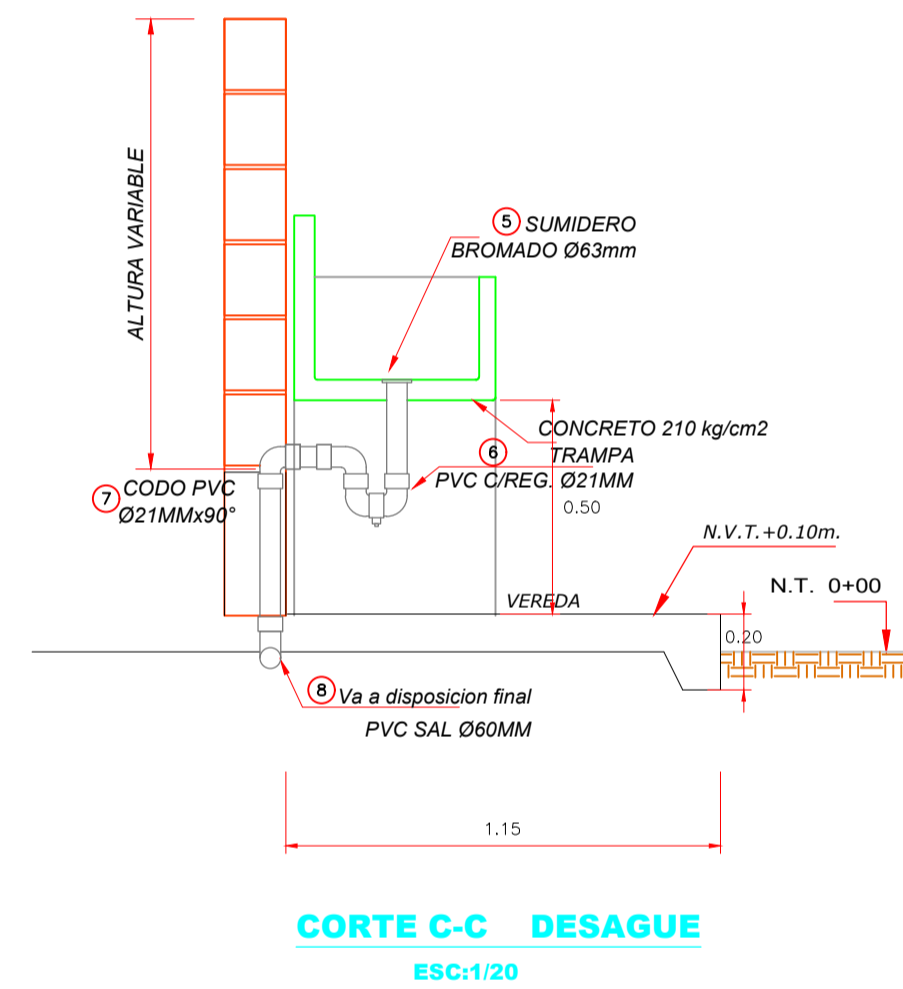 ALTURA VARIABLE
5 SUMIDERO
BROMADO Ø63mm
CONCRETO 210 kg/cm2
6 TRAMPA
PVC C/REG. Ø21MM
7 CODO PVC
Ø21MMx90°
0.50
N.V.T.+0.10m.
N.T. 0+00
VEREDA
0.20
8 Va a disposicion final
PVC SAL Ø60MM
1.15
CORTE C-C DESAGUE
ESC:1/20